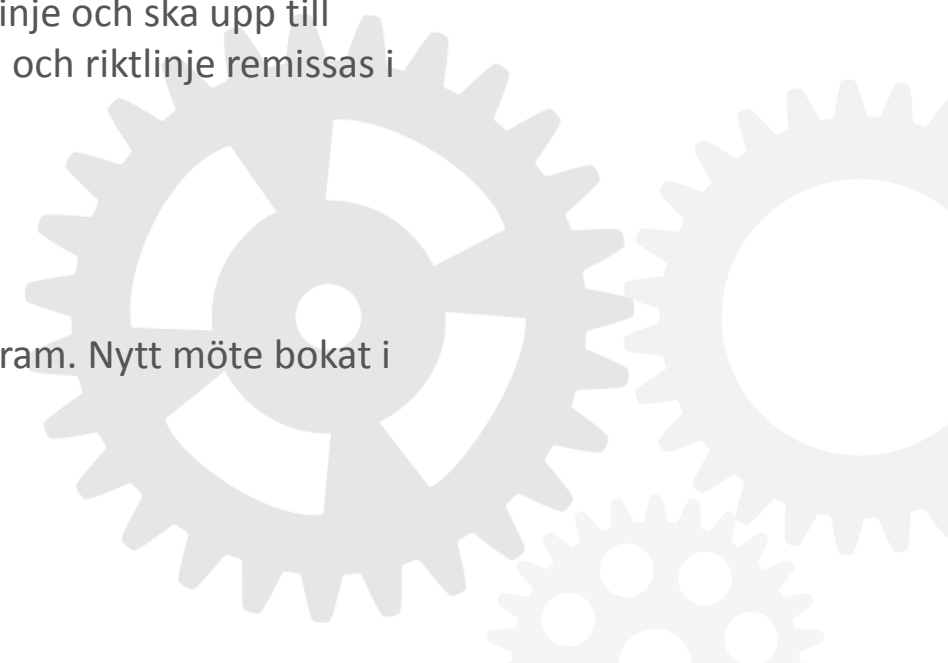 inje och ska upp till
och riktlinje remissas i
ram. Nytt möte bokat i